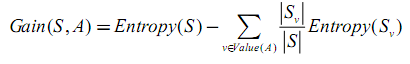 Gain(S, A) = Entropy(S) − ∑_{v∈Value(A)} |S_v|/|S| Entropy(S_v)